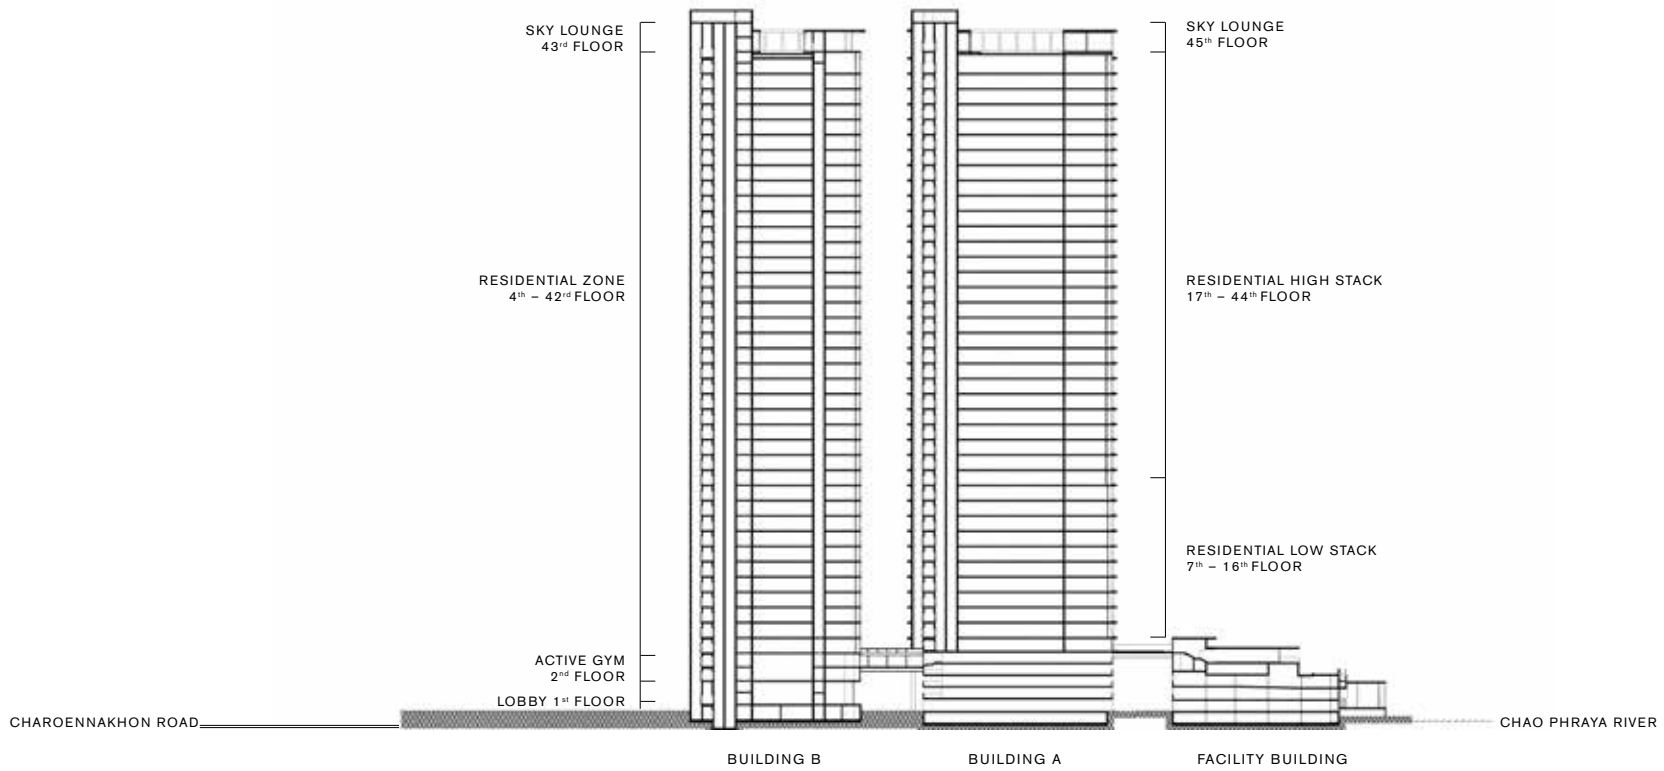 SKY LOUNGE
43rd FLOOR
SKY LOUNGE
45th FLOOR
RESIDENTIAL ZONE
4th – 42rd FLOOR
RESIDENTIAL HIGH STACK
17th – 44th FLOOR
RESIDENTIAL LOW STACK
7th – 16th FLOOR
ACTIVE GYM
2nd FLOOR
LOBBY 1st FLOOR
CHAROENNAKHON ROAD
CHAO PHRAYA RIVER
BUILDING B
BUILDING A
FACILITY BUILDING